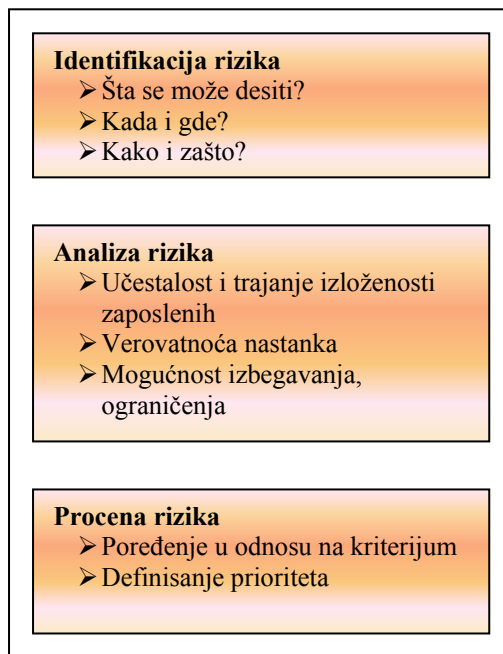 Identifikacija rizika
➢ Šta se može desiti?
➢ Kada i gde?
➢ Kako i zašto?
Analiza rizika
➢ Učestalost i trajanje izloženosti
zaposlenih
➢ Verovatnoća nastanka
➢ Mogućnost izbegavanja,
ograničenja
Procena rizika
➢ Poređenje u odnosu na kriterijum
➢ Definisanje prioriteta